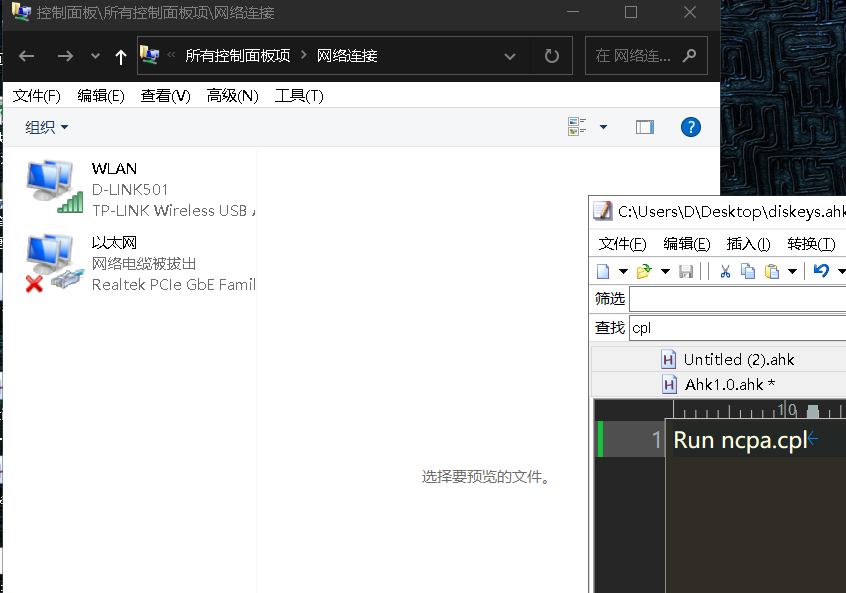 控制面板\所有控制面板项\网络连接
« 所有控制面板项 › 网络连接
在 网络连...
文件(F) 编辑(E) 查看(V) 高级(N) 工具(T)
组织
WLAN
D-LINK501
TP-LINK Wireless USB
以太网
网络电缆被拔出
Realtek PCIe GbE Famil
选择要预览的文件。
C:\Users\D\Desktop\diskeys.ahk
文件(F) 编辑(E) 插入(I) 转换(T)
筛选
查找 cpl
Untitled (2).ahk
Ahk1.0.ahk *
10
1 Run ncpa.cpl